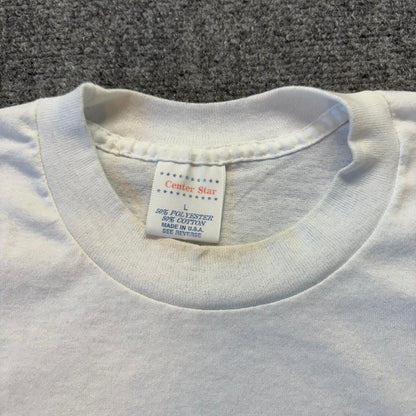 Center Star
L
50% POLYESTER
50% COTTON
MADE IN U.S.A.
SEE REVERSE